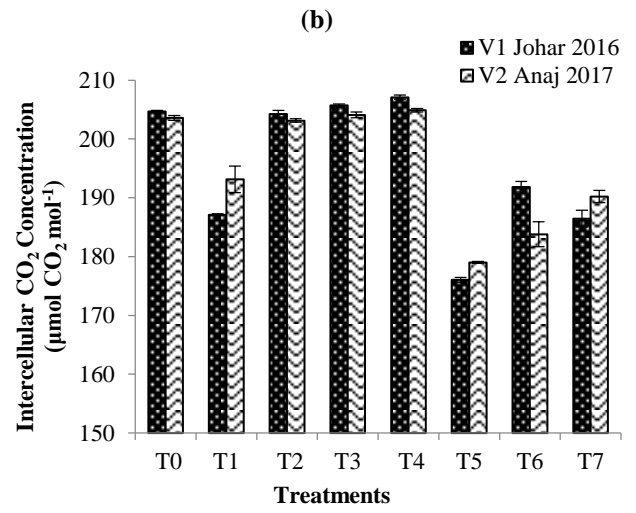 (b)
V1 Johar 2016
V2 Anaj 2017
Intercellular CO₂ Concentration
(µmol CO₂ mol⁻¹)
210
200
190
180
170
160
150
T0 T1 T2 T3 T4 T5 T6 T7
Treatments